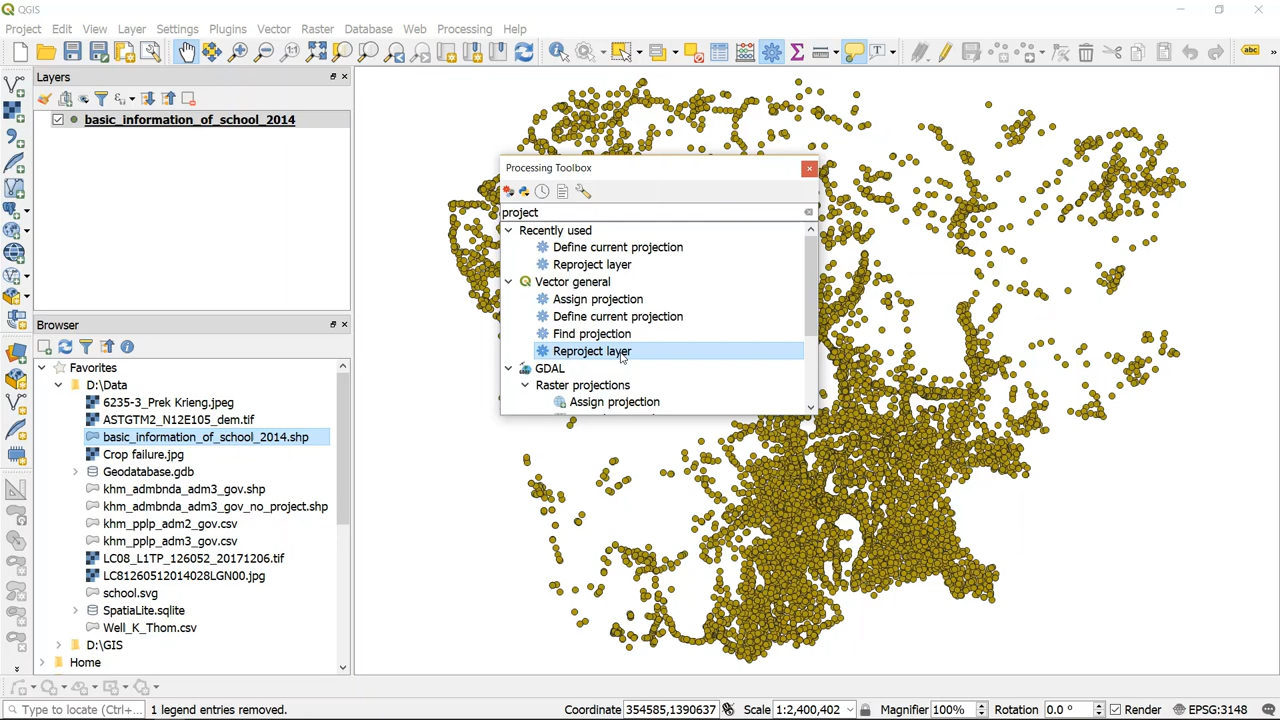 QGIS
Project Edit View Layer Settings Plugins Vector Raster Database Web Processing Help
abc
Layers
basic_information_of_school_2014
Processing Toolbox
project
Recently used
Define current projection
Reproject layer
Vector general
Assign projection
Define current projection
Find projection
Reproject layer
GDAL
Raster projections
Assign projection
Browser
Favorites
D:\Data
6235-3_Prek Krieng.jpeg
ASTGTM2_N12E105_dem.tif
basic_information_of_school_2014.shp
Crop failure.jpg
Geodatabase.gdb
khm_admbnda_adm3_gov.shp
khm_admbnda_adm3_gov_no_project.shp
khm_pplp_adm2_gov.csv
khm_pplp_adm3_gov.csv
LC08_L1TP_126052_20171206.tif
LC81260512014028LGN00.jpg
school.svg
SpatiaLite.sqlite
Well_K_Thom.csv
D:\GIS
Home
Type to locate (Ctrl+... 1 legend entries removed. Coordinate 354585,1390637 Scale 1:2,400,402 Magnifier 100% Rotation 0.0 ° Render EPSG:3148